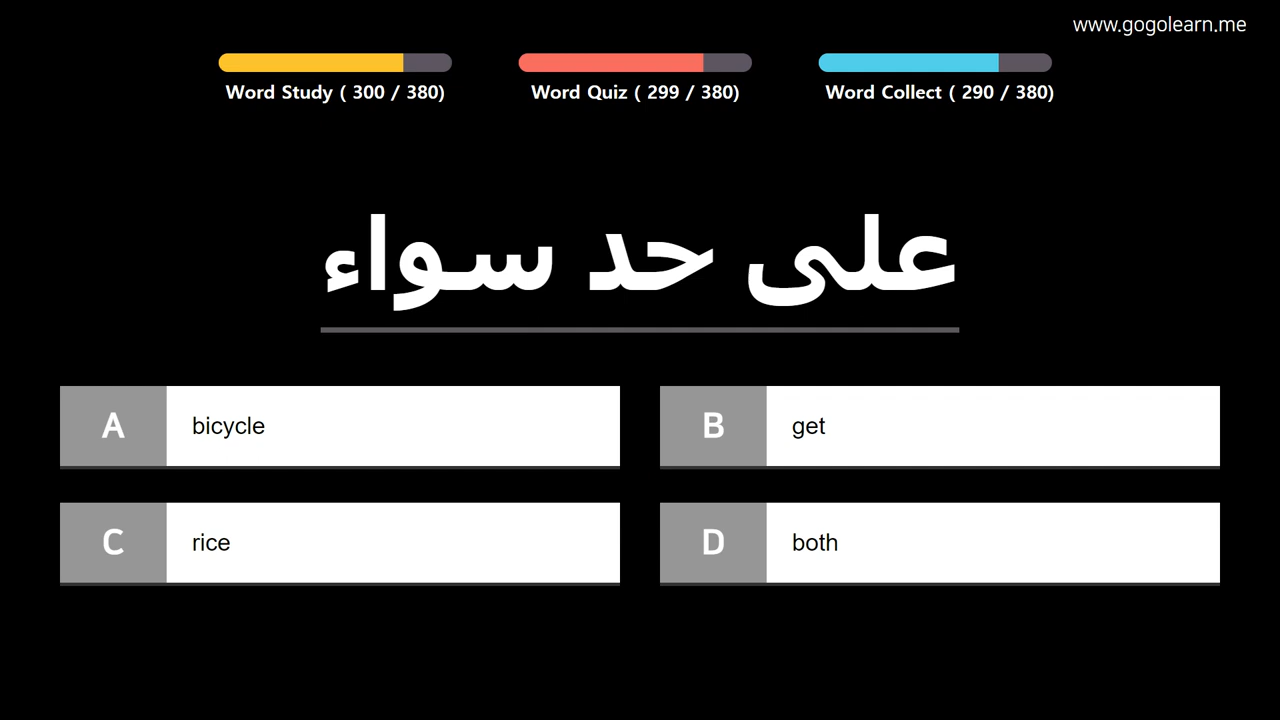 www.gogolearn.me
Word Study ( 300 / 380)
Word Quiz ( 299 / 380)
Word Collect ( 290 / 380)
على حد سواء
A bicycle
B get
C rice
D both